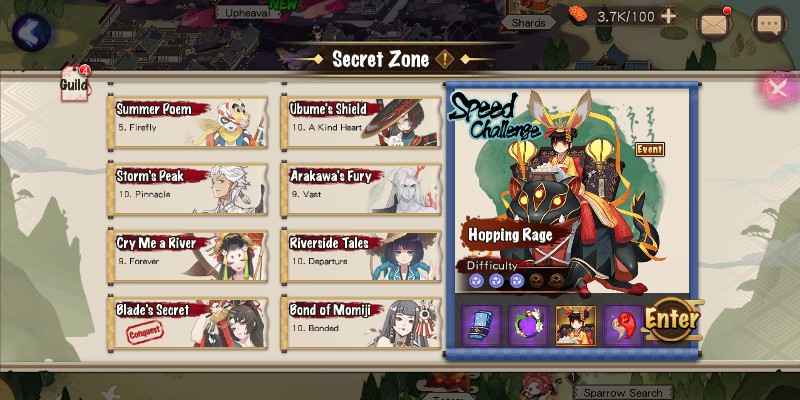 Upheaval
NEW
Shards
3.7K/100
Secret Zone
Guild
4
Summer Poem
5. Firefly
Ubume's Shield
10. A Kind Heart
Storm's Peak
10. Pinnacle
Arakawa's Fury
9. Vast
Cry Me a River
9. Forever
Riverside Tales
10. Departure
Blade's Secret
Conquest
Bond of Momiji
10. Bonded
Speed
Challenge
Event
Hopping Rage
Difficulty
Enter
Sparrow Search